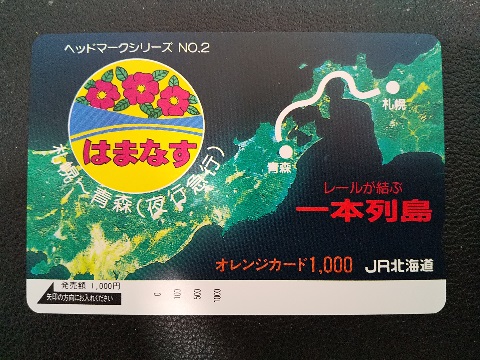 ヘッドマークシリーズ NO.2
はまなす
札幌〜青森(夜行急行)
札幌
青森
レールが結ぶ
一本列島
オレンジカード1,000
JR北海道
発売額 1,000円
矢印の方向にお入れください